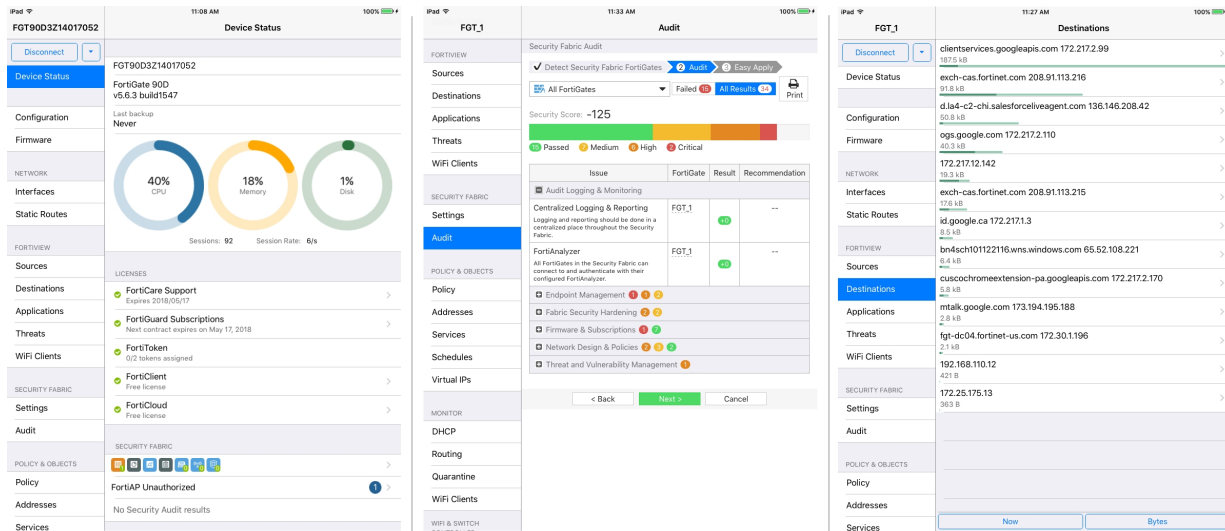 iPad
11:08 AM
100%
FGT90D3Z14017052
Device Status
Disconnect
Device Status
Configuration
Firmware
NETWORK
Interfaces
Static Routes
FORTIVIEW
Sources
Destinations
Applications
Threats
WiFi Clients
SECURITY FABRIC
Settings
Audit
POLICY & OBJECTS
Policy
Addresses
Services
FGT90D3Z14017052
FortiGate 90D
v5.6.3 build1547
Last backup
Never
40%
CPU
18%
Memory
1%
Disk
Sessions: 92 Session Rate: 6/s
LICENSES
FortiCare Support
Expires 2018/05/17
FortiGuard Subscriptions
Next contract expires on May 17, 2018
FortiToken
0/2 tokens assigned
FortiClient
Free license
FortiCloud
Free license
SECURITY FABRIC
FortiAP Unauthorized 1
No Security Audit results
iPad
11:33 AM
100%
FGT_1
Audit
FORTIVIEW
Sources
Destinations
Applications
Threats
WiFi Clients
SECURITY FABRIC
Settings
Audit
POLICY & OBJECTS
Policy
Addresses
Services
Schedules
Virtual IPs
MONITOR
DHCP
Routing
Quarantine
WiFi Clients
WIFI & SWITCH
Security Fabric Audit
Detect Security Fabric FortiGates 2 Audit 3 Easy Apply
All FortiGates Failed 15 All Results 34 Print
Security Score: -125
15 Passed 7 Medium 6 High 2 Critical
Issue FortiGate Result Recommendation
Audit Logging & Monitoring
Centralized Logging & Reporting FGT_1 +0 --
Logging and reporting should be done in a
centralized place throughout the Security
Fabric.
FortiAnalyzer FGT_1 +0 --
All FortiGates in the Security Fabric can
connect to and authenticate with their
configured FortiAnalyzer.
Endpoint Management 1 1 2
Fabric Security Hardening 2 2
Firmware & Subscriptions 1 7
Network Design & Policies 2 3 2
Threat and Vulnerability Management 1
< Back Next > Cancel
iPad
11:27 AM
100%
FGT_1
Destinations
Disconnect
Device Status
Configuration
Firmware
NETWORK
Interfaces
Static Routes
FORTIVIEW
Sources
Destinations
Applications
Threats
WiFi Clients
SECURITY FABRIC
Settings
Audit
POLICY & OBJECTS
Policy
Addresses
Services
clientservices.googleapis.com 172.217.2.99
187.5 kB
exch-cas.fortinet.com 208.91.113.216
91.8 kB
d.la4-c2-chi.salesforceliveagent.com 136.146.208.42
50.8 kB
ogs.google.com 172.217.2.110
40.3 kB
172.217.12.142
19.3 kB
exch-cas.fortinet.com 208.91.113.215
17.6 kB
id.google.ca 172.217.1.3
8.5 kB
bn4sch101122116.wns.windows.com 65.52.108.221
6.4 kB
cuscochromeextension-pa.googleapis.com 172.217.2.170
5.8 kB
mtalk.google.com 173.194.195.188
2.8 kB
fgt-dc04.fortinet-us.com 172.30.1.196
2.1 kB
192.168.110.12
421 B
172.25.175.13
363 B
Now Bytes